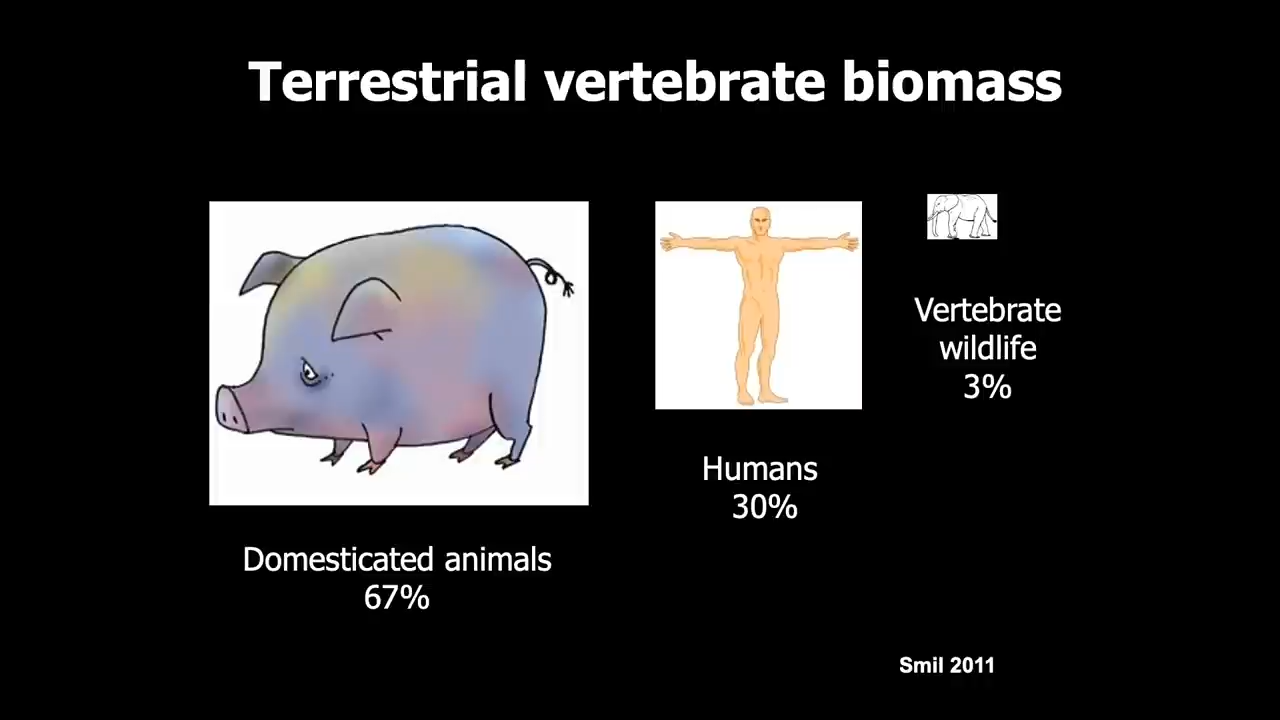 Terrestrial vertebrate biomass
Domesticated animals
67%
Humans
30%
Vertebrate
wildlife
3%
Smil 2011